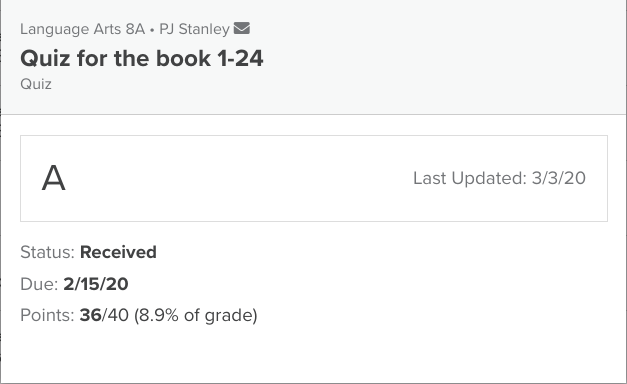 Language Arts 8A • PJ Stanley
Quiz for the book 1-24
Quiz
A
Last Updated: 3/3/20
Status: Received
Due: 2/15/20
Points: 36/40 (8.9% of grade)